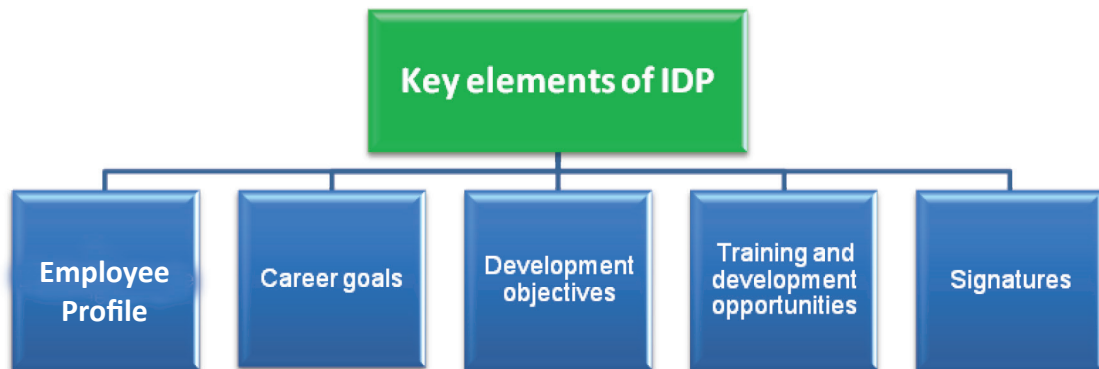 Key elements of IDP
Employee
Profile
Career goals
Development
objectives
Training and
development
opportunities
Signatures